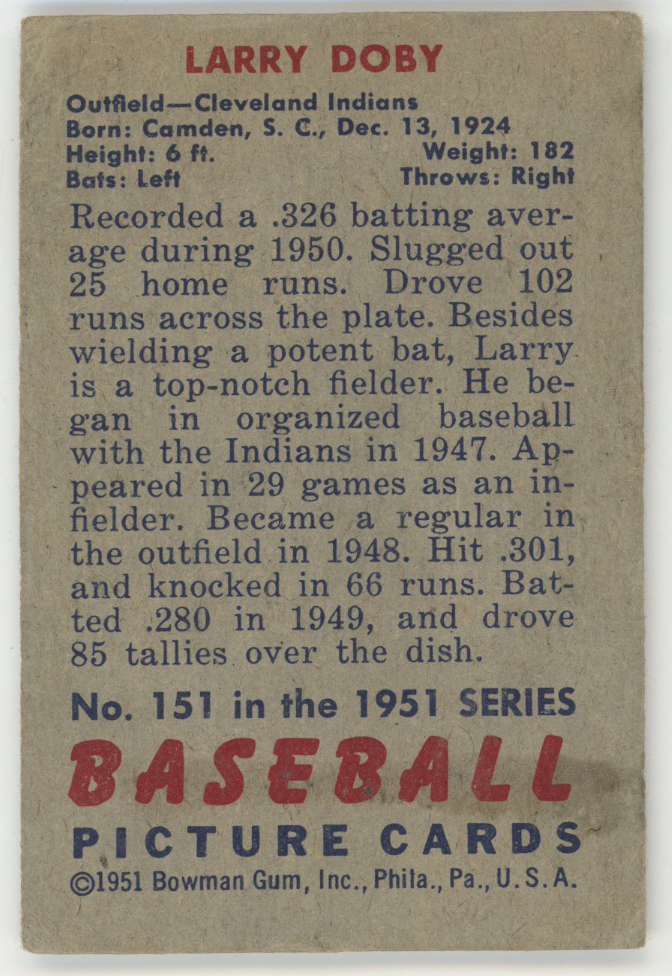 LARRY DOBY
Outfield—Cleveland Indians
Born: Camden, S. C., Dec. 13, 1924
Height: 6 ft. Weight: 182
Bats: Left Throws: Right
Recorded a .326 batting aver-
age during 1950. Slugged out
25 home runs. Drove 102
runs across the plate. Besides
wielding a potent bat, Larry
is a top-notch fielder. He be-
gan in organized baseball
with the Indians in 1947. Ap-
peared in 29 games as an in-
fielder. Became a regular in
the outfield in 1948. Hit .301,
and knocked in 66 runs. Bat-
ted .280 in 1949, and drove
85 tallies over the dish.
No. 151 in the 1951 SERIES
BASEBALL
PICTURE CARDS
©1951 Bowman Gum, Inc., Phila., Pa., U. S. A.